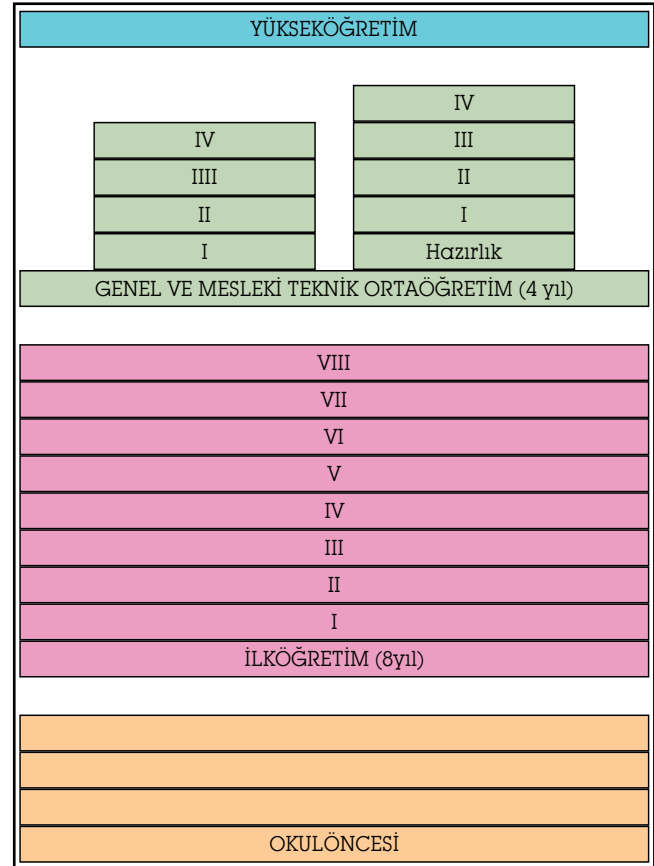 YÜKSEKÖĞRETİM
IV
IIII
II
I
IV
III
II
I
Hazırlık
GENEL VE MESLEKİ TEKNİK ORTAÖĞRETİM (4 yıl)
VIII
VII
VI
V
IV
III
II
I
İLKÖĞRETİM (8yıl)
OKULÖNCESİ